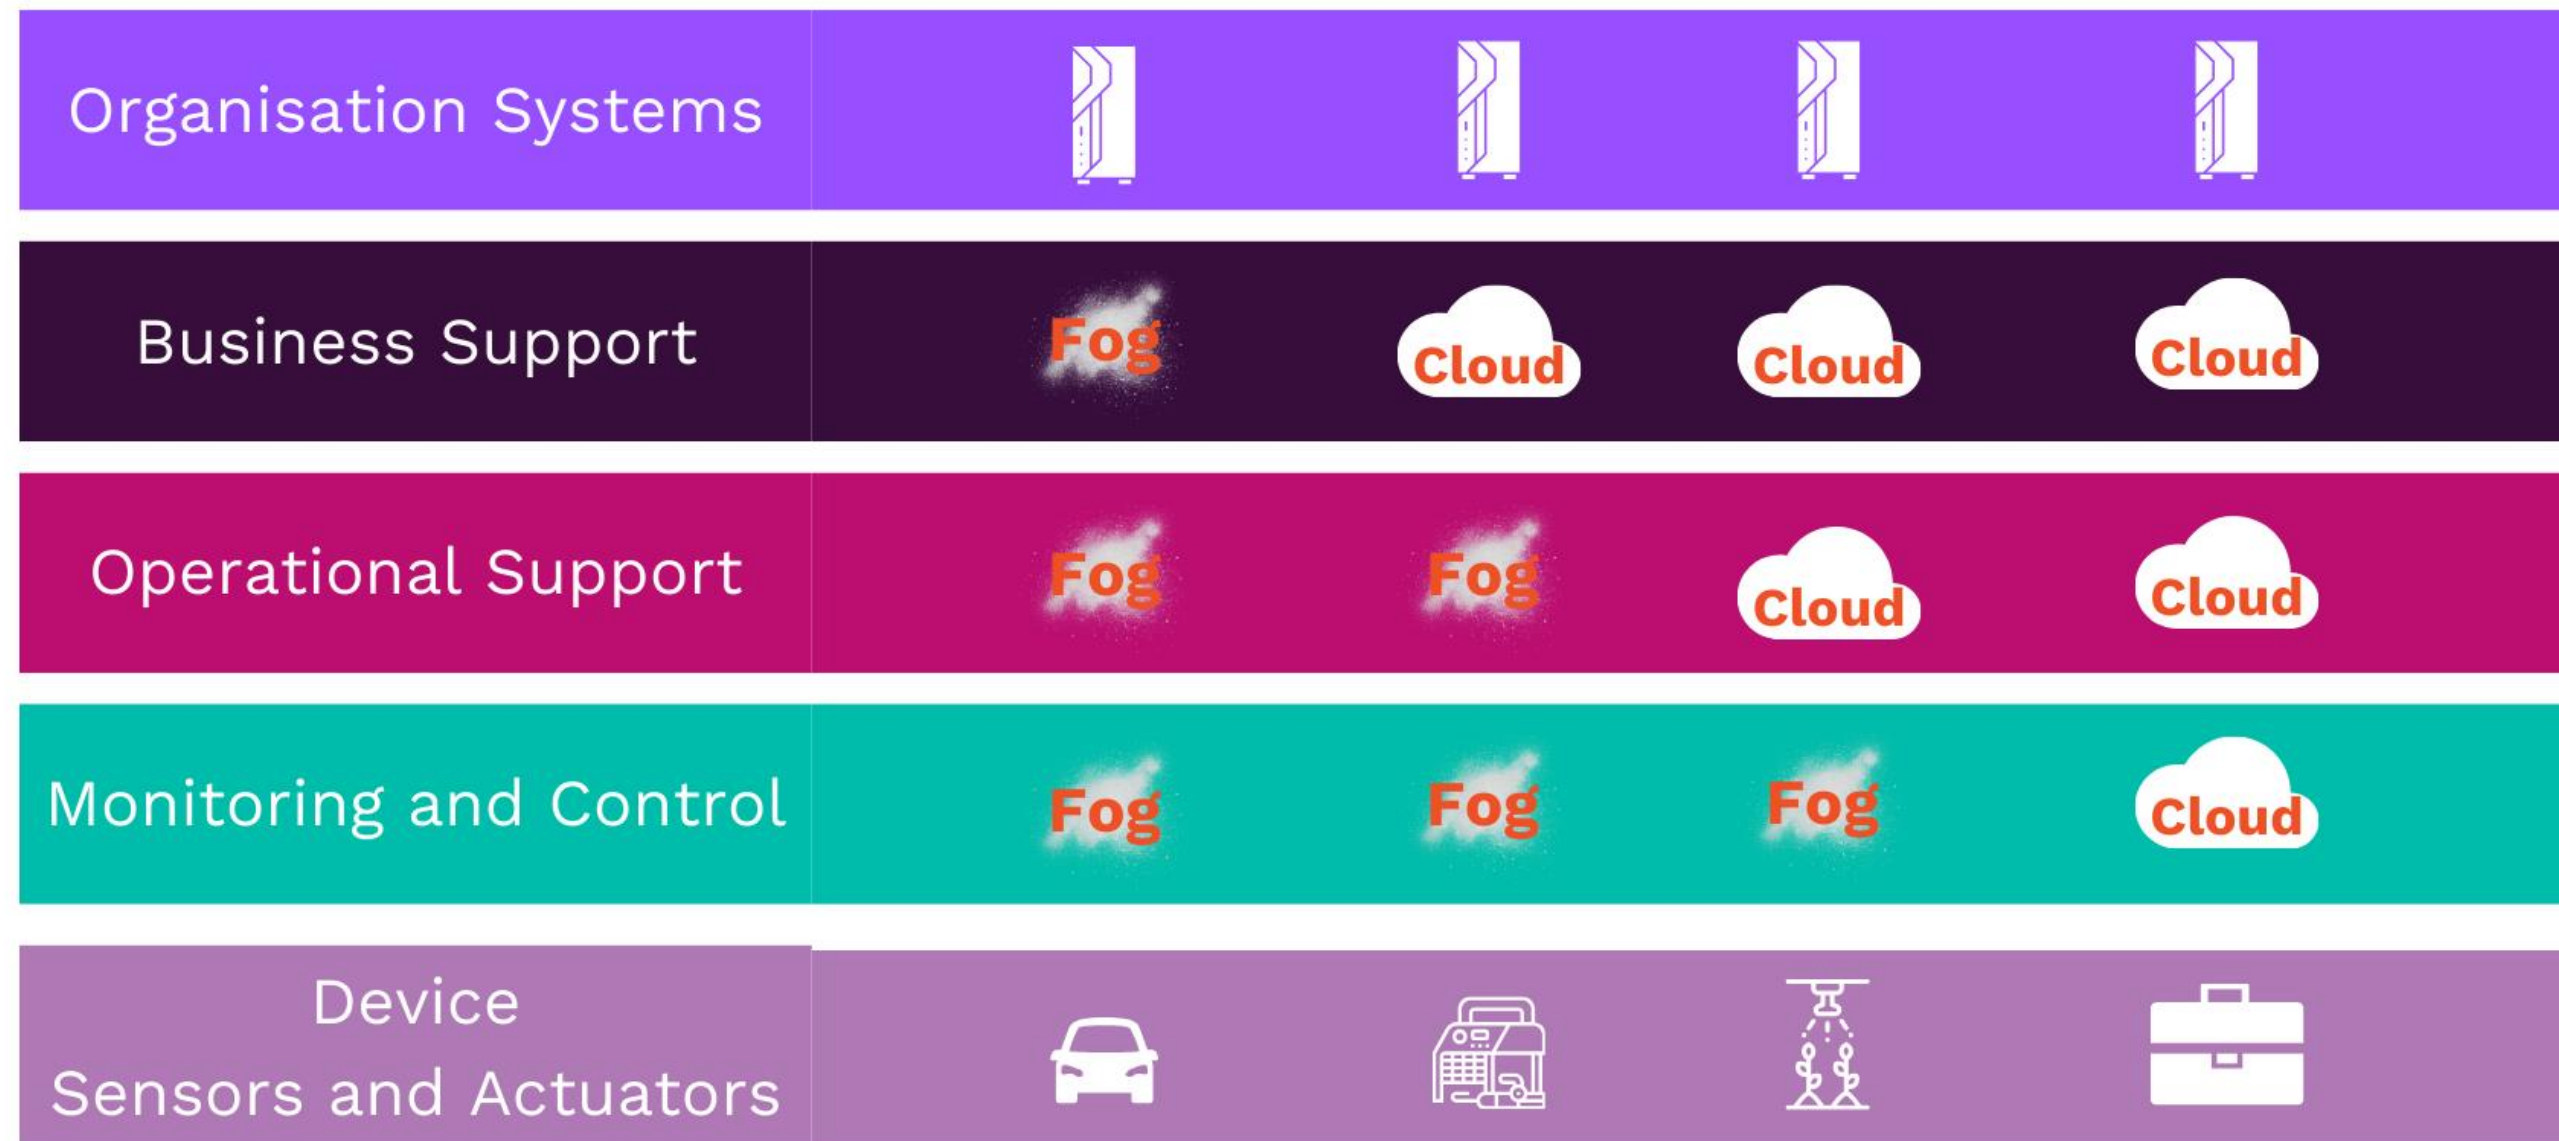 Organisation Systems
Business Support
Fog
Cloud
Cloud
Cloud
Operational Support
Fog
Fog
Cloud
Cloud
Monitoring and Control
Fog
Fog
Fog
Cloud
Device
Sensors and Actuators